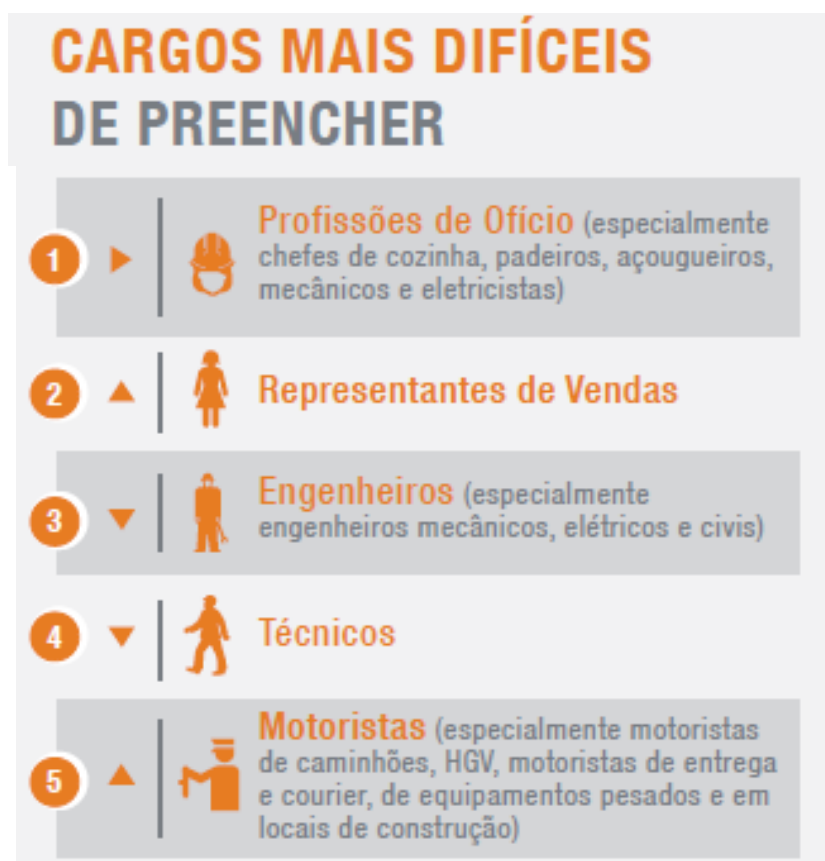 CARGOS MAIS DIFÍCEIS
DE PREENCHER
1
Profissões de Ofício (especialmente
chefes de cozinha, padeiros, açougueiros,
mecânicos e eletricistas)
2
Representantes de Vendas
3
Engenheiros (especialmente
engenheiros mecânicos, elétricos e civis)
4
Técnicos
5
Motoristas (especialmente motoristas
de caminhões, HGV, motoristas de entrega
e courier, de equipamentos pesados e em
locais de construção)